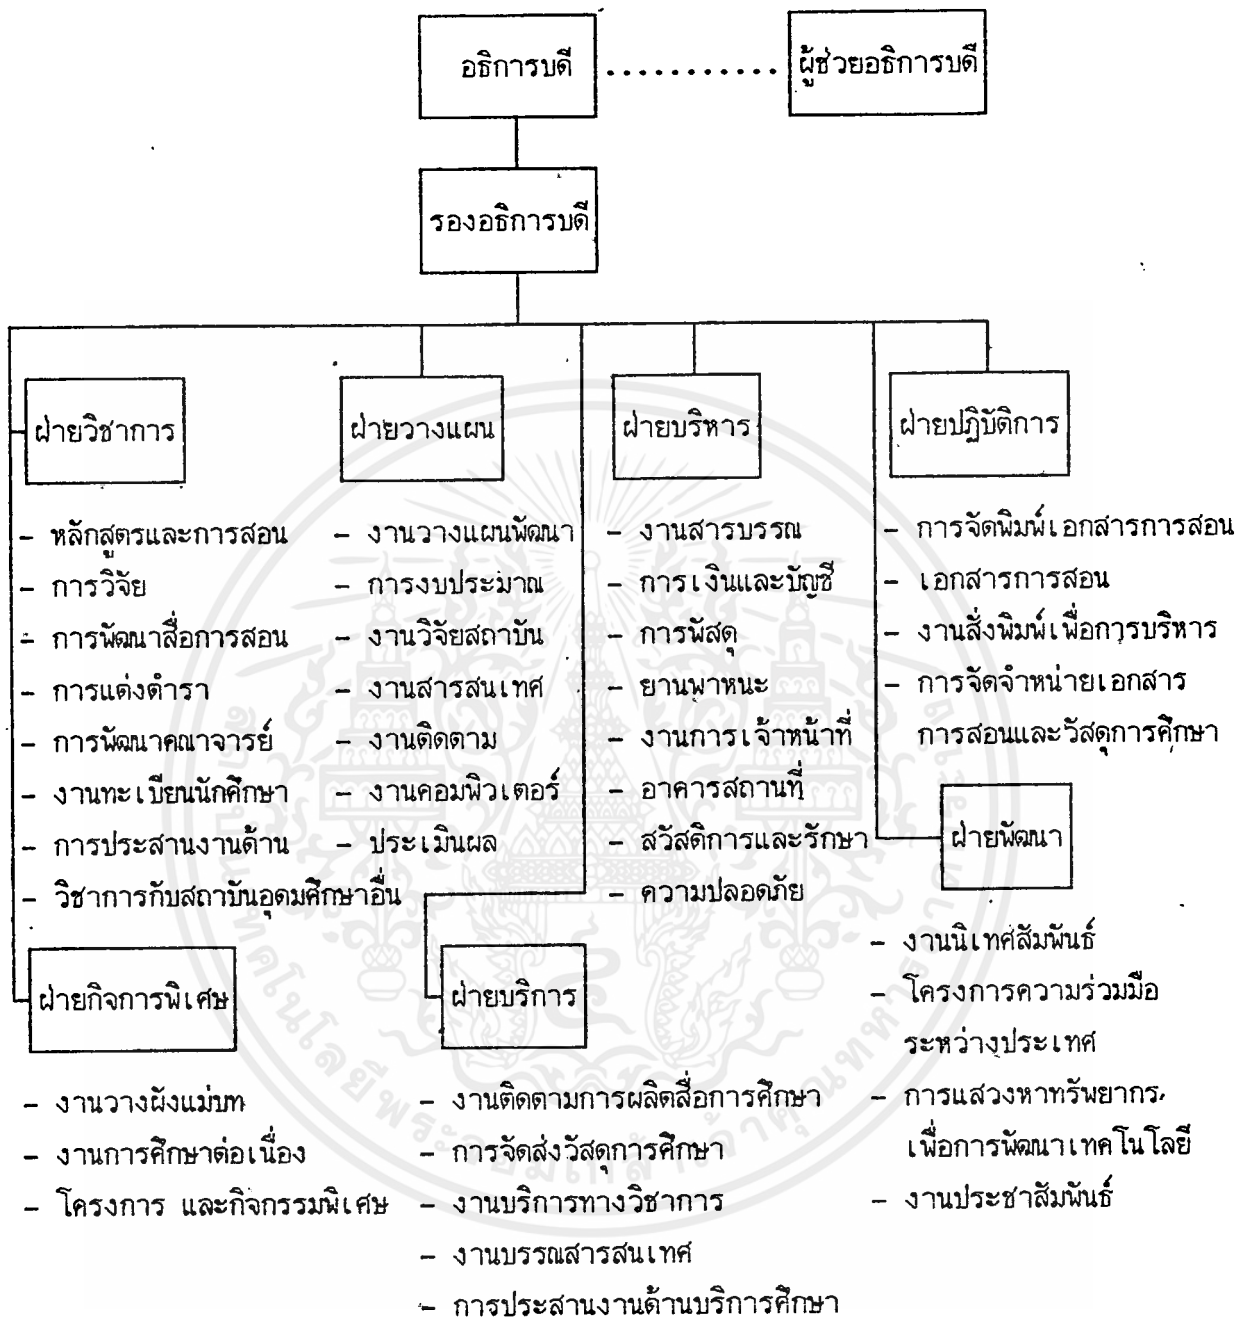 อธิการบดี ............ ผู้ช่วยอธิการบดี
รองอธิการบดี
ฝ่ายวิชาการ
- หลักสูตรและการสอน
- การวิจัย
- การพัฒนาสื่อการสอน
- การแต่งตำรา
- การพัฒนาคณาจารย์
- งานทะเบียนนักศึกษา
- การประสานงานด้าน
- วิชาการกับสถาบันอุดมศึกษาอื่น
ฝ่ายวางแผน
- งานวางแผนพัฒนา
- การงบประมาณ
- งานวิจัยสถาบัน
- งานสารสนเทศ
- งานติดตาม
- งานคอมพิวเตอร์
- ประเมินผล
ฝ่ายบริหาร
- งานสารบรรณ
- การเงินและบัญชี
- การพัสดุ
- ยานพาหนะ
- งานการเจ้าหน้าที่
- อาคารสถานที่
- สวัสดิการและรักษา
- ความปลอดภัย
ฝ่ายปฏิบัติการ
- การจัดพิมพ์เอกสารการสอน
- เอกสารการสอน
- งานสั่งพิมพ์เพื่อการบริหาร
- การจัดจำหน่ายเอกสาร
การสอนและวัสดุการศึกษา
ฝ่ายกิจการพิเศษ
- งานวางผังแม่บท
- งานการศึกษาต่อเนื่อง
- โครงการ และกิจกรรมพิเศษ
ฝ่ายบริการ
- งานติดตามการผลิตสื่อการศึกษา
- การจัดส่งวัสดุการศึกษา
- งานบริการทางวิชาการ
- งานบรรณสารสนเทศ
- การประสานงานด้านบริการศึกษา
ฝ่ายพัฒนา
- งานนิเทศสัมพันธ์
- โครงการความร่วมมือ
ระหว่างประเทศ
- การแสวงหาทรัพยากร
เพื่อการพัฒนาเทคโนโลยี
- งานประชาสัมพันธ์